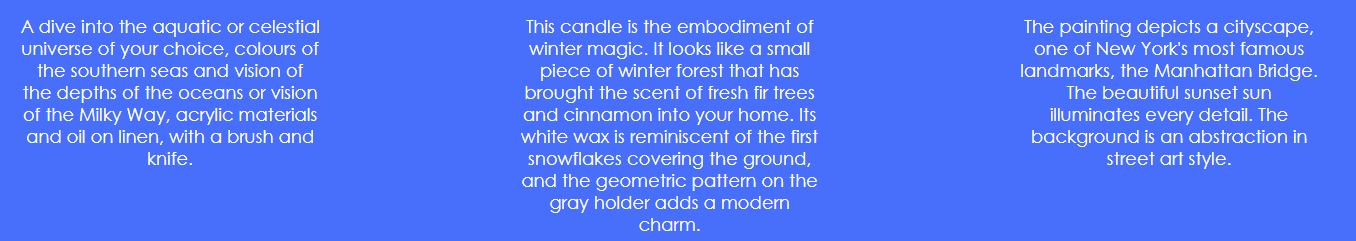 A dive into the aquatic or celestial
universe of your choice, colours of
the southern seas and vision of
the depths of the oceans or vision
of the Milky Way, acrylic materials
and oil on linen, with a brush and
knife.
This candle is the embodiment of
winter magic. It looks like a small
piece of winter forest that has
brought the scent of fresh fir trees
and cinnamon into your home. Its
white wax is reminiscent of the first
snowflakes covering the ground,
and the geometric pattern on the
gray holder adds a modern
charm.
The painting depicts a cityscape,
one of New York's most famous
landmarks, the Manhattan Bridge.
The beautiful sunset sun
illuminates every detail. The
background is an abstraction in
street art style.